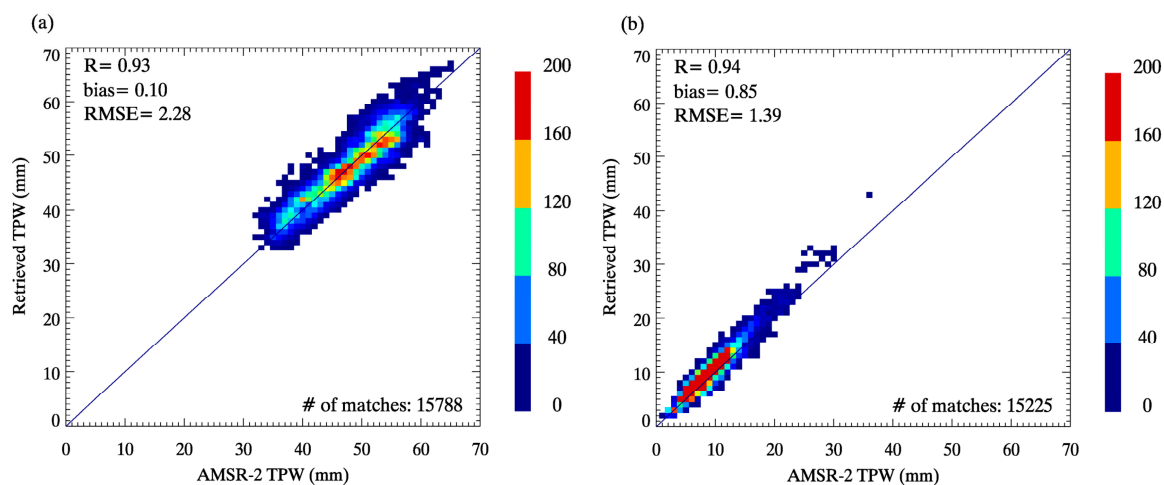 (a)
R= 0.93
bias= 0.10
RMSE= 2.28
# of matches: 15788
Retrieved TPW (mm)
70
60
50
40
30
20
10
0
0 10 20 30 40 50 60 70
AMSR-2 TPW (mm)
200
160
120
80
40
0
(b)
R= 0.94
bias= 0.85
RMSE= 1.39
# of matches: 15225
Retrieved TPW (mm)
70
60
50
40
30
20
10
0
0 10 20 30 40 50 60 70
AMSR-2 TPW (mm)
200
160
120
80
40
0